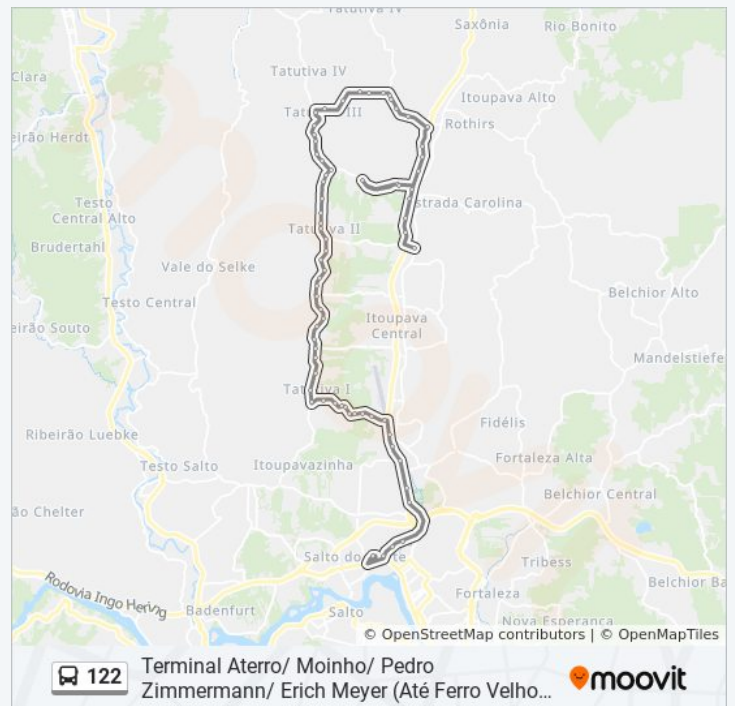 Tatutiva IV
Saxônia
Rio Bonito
Tatutiva IV
Clara
Itoupava Alto
Tat
III
Rothirs
eirão Herdt
Testo
Central Alto
Estrada Carolina
Tatutiva II
Brudertahl
Vale do Selke
Belchior Alto
Testo Central
Itoupava
Central
eirão Souto
Mandelstiefe
Tatutiva I
Fidélis
Ribeirão Luebke
Testo Salto
Itoupavazinha
Fortaleza Alta
Belchior Central
ão Chelter
Salto do Norte
Tribess
Rodovia Ingo Hering
Belchior Ba
Badenfurt
Salto
Fortaleza
Nova Esperança
© OpenStreetMap contributors | © OpenMapTiles
122
Terminal Aterro/ Moinho/ Pedro
Zimmermann/ Erich Meyer (Até Ferro Velho...
moovit